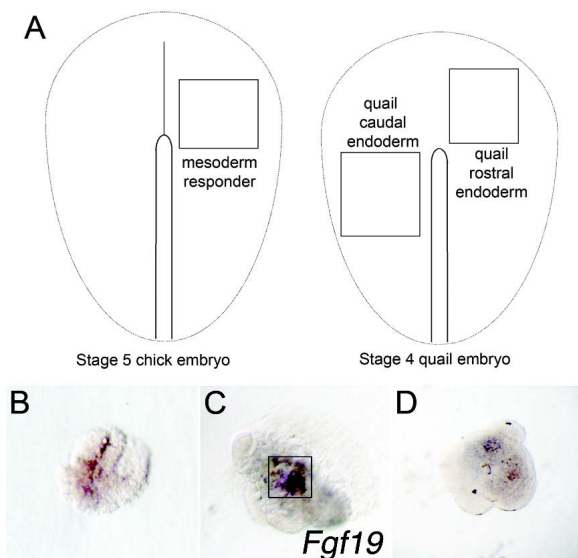 A
mesoderm
responder
Stage 5 chick embryo
quail
caudal
endoderm
quail
rostral
endoderm
Stage 4 quail embryo
B
C
Fgf19
D